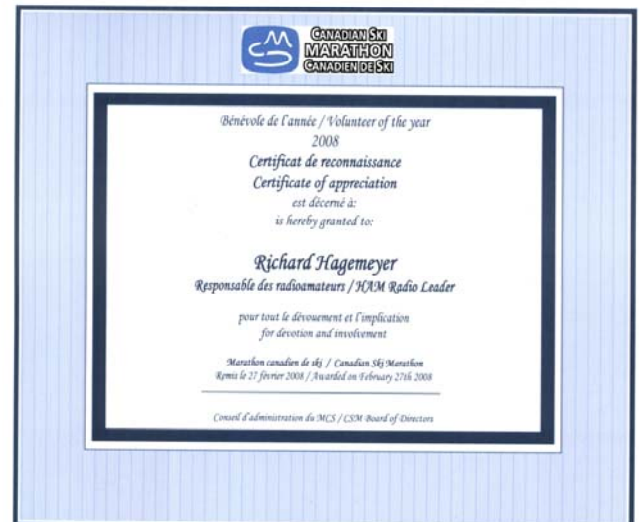 CANADIAN SKI
MARATHON
CANADIEN DE SKI
Bénévole de l'année / Volunteer of the year
2008
Certificat de reconnaissance
Certificate of appreciation
est décerné à:
is hereby granted to:
Richard Hagemeyer
Responsable des radioamateurs / HAM Radio Leader
pour tout le dévouement et l'implication
for devotion and involvement
Marathon canadien de ski / Canadian Ski Marathon
Remis le 27 février 2008 / Awarded on February 27th 2008
Conseil d'administration du MCS / CSM Board of Directors